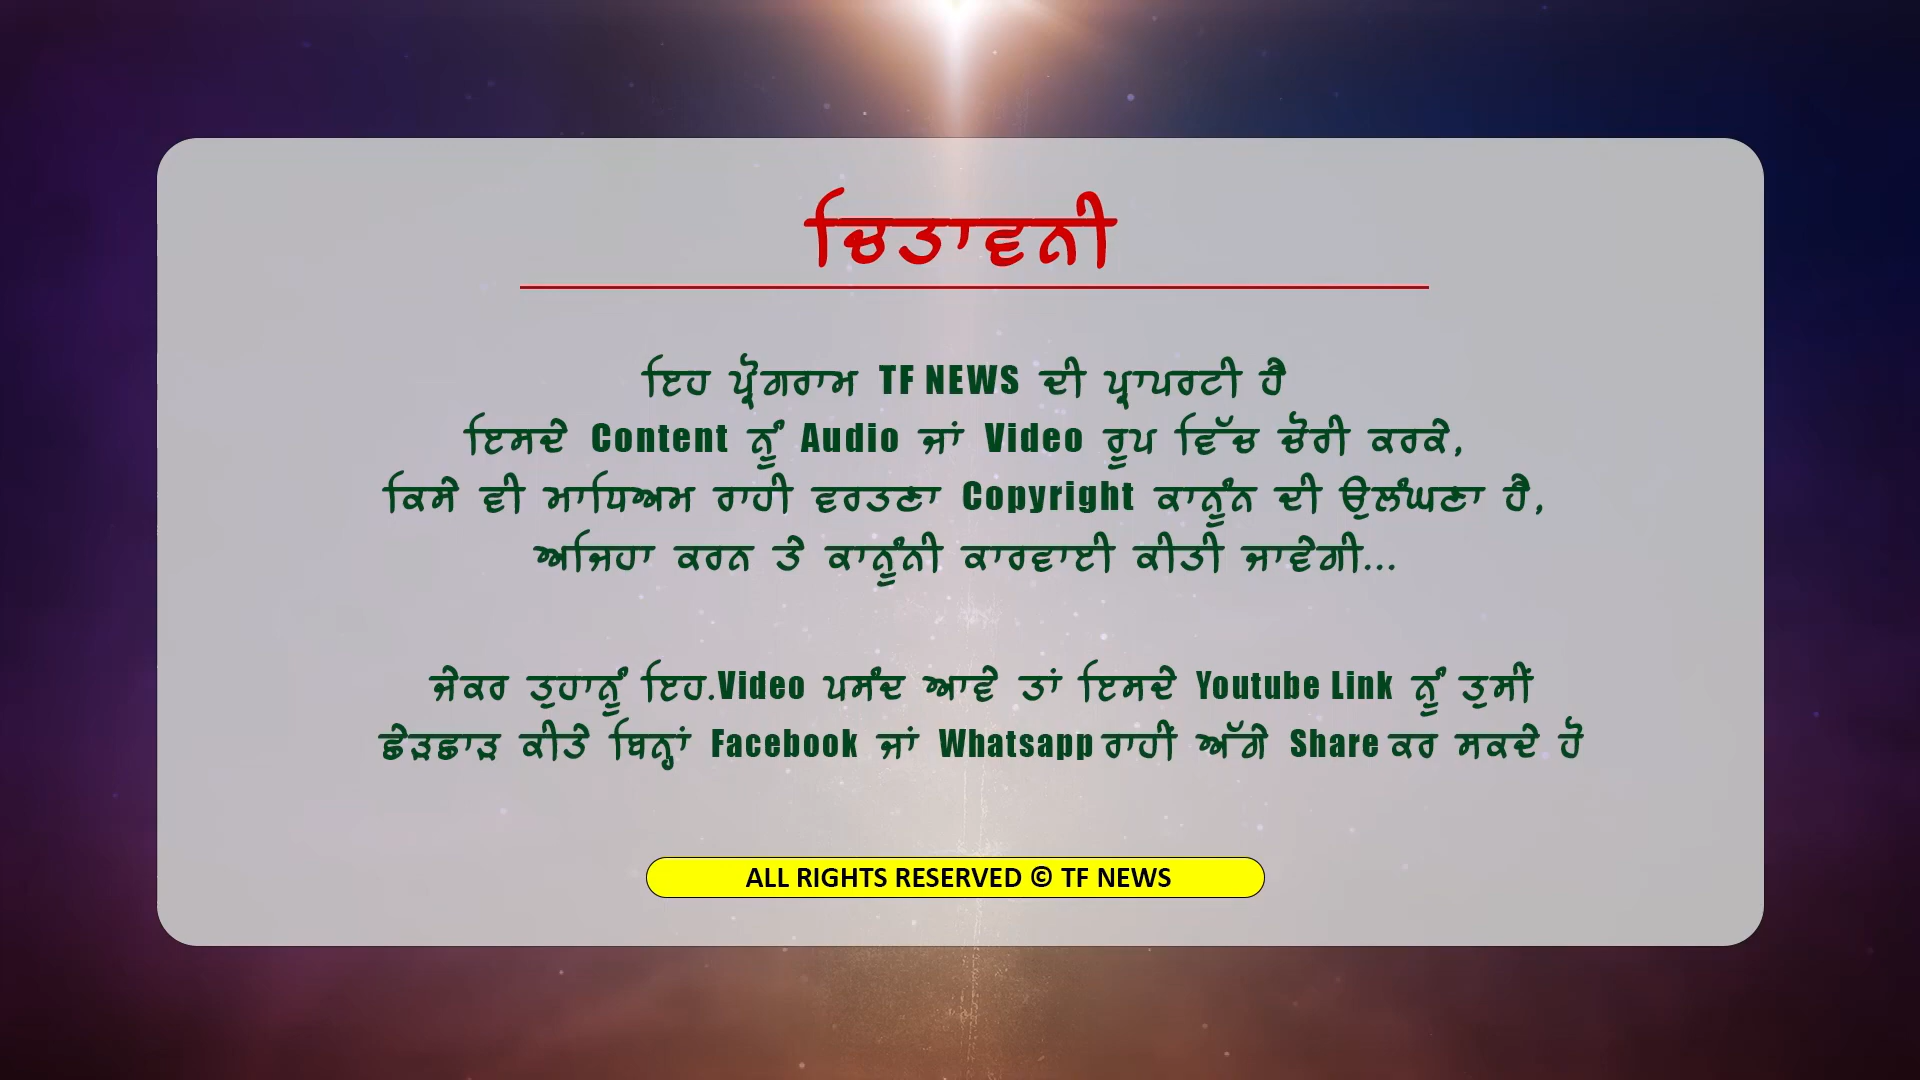 ਚਿਤਾਵਨੀ
ਇਹ ਪ੍ਰੋਗਰਾਮ TF NEWS ਦੀ ਪ੍ਰਾਪਰਟੀ ਹੈ
ਇਸਦੇ Content ਨੂੰ Audio ਜਾਂ Video ਰੂਪ ਵਿੱਚ ਚੋਰੀ ਕਰਕੇ,
ਕਿਸੇ ਵੀ ਮਾਧਿਅਮ ਰਾਹੀ ਵਰਤਣਾ Copyright ਕਾਨੂੰਨ ਦੀ ਉਲੰਘਣਾ ਹੈ,
ਅਜਿਹਾ ਕਰਨ ਤੇ ਕਾਨੂੰਨੀ ਕਾਰਵਾਈ ਕੀਤੀ ਜਾਵੇਗੀ...
ਜੇਕਰ ਤੁਹਾਨੂੰ ਇਹ.Video ਪਸੰਦ ਆਵੇ ਤਾਂ ਇਸਦੇ Youtube Link ਨੂੰ ਤੁਸੀਂ
ਛੇੜਛਾੜ ਕੀਤੇ ਬਿਨ੍ਹਾਂ Facebook ਜਾਂ Whatsapp ਰਾਹੀਂ ਅੱਗੇ Share ਕਰ ਸਕਦੇ ਹੋ
ALL RIGHTS RESERVED © TF NEWS